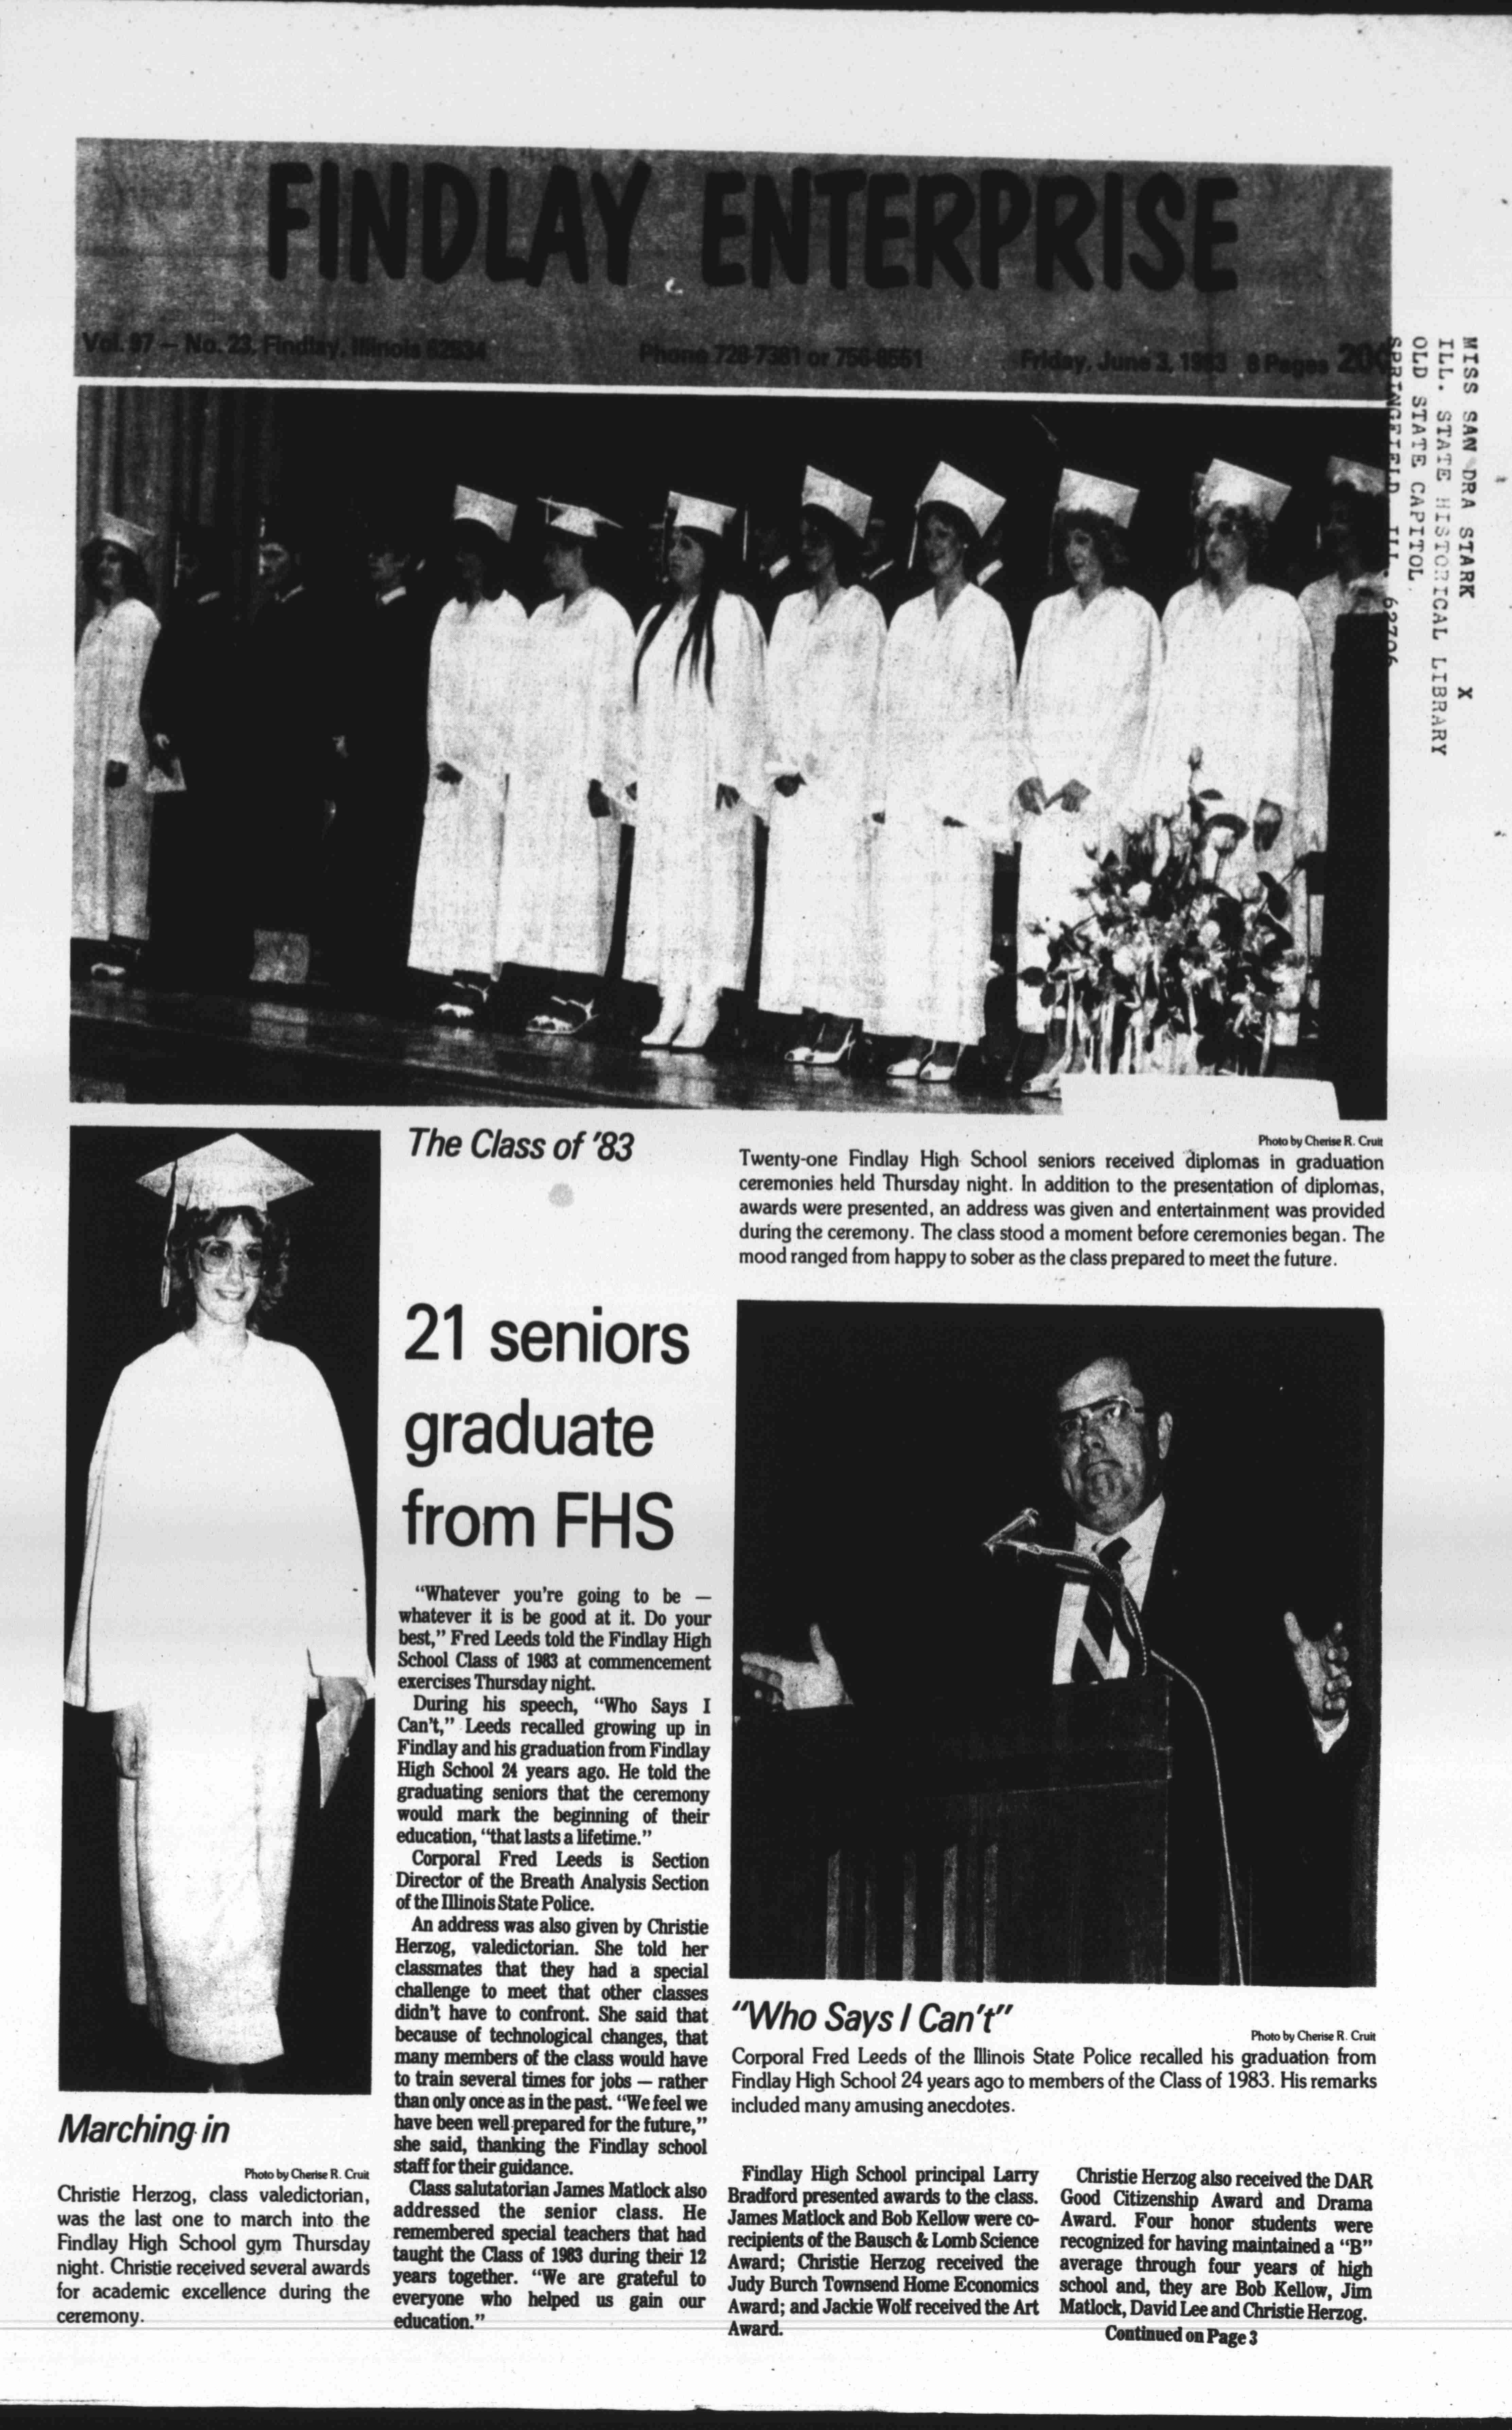 FINDLAY ENTERPRISE
Vol. 97 — No. 23, Findlay, Illinois 62534
Phone 728-7381 or 756-8551
Friday, June 3, 1983 8 Pages 20¢
MISS SAN DRA STARK X
ILL. STATE HISTORICAL LIBRARY
OLD STATE CAPITOL
SPRINGFIELD ILL. 62706
The Class of '83
Photo by Cherise R. Cruit
Twenty-one Findlay High School seniors received diplomas in graduation
ceremonies held Thursday night. In addition to the presentation of diplomas,
awards were presented, an address was given and entertainment was provided
during the ceremony. The class stood a moment before ceremonies began. The
mood ranged from happy to sober as the class prepared to meet the future.
Marching in
Photo by Cherise R. Cruit
Christie Herzog, class valedictorian,
was the last one to march into the
Findlay High School gym Thursday
night. Christie received several awards
for academic excellence during the
ceremony.
21 seniors
graduate
from FHS
"Whatever you're going to be —
whatever it is be good at it. Do your
best," Fred Leeds told the Findlay High
School Class of 1983 at commencement
exercises Thursday night.
During his speech, "Who Says I
Can't," Leeds recalled growing up in
Findlay and his graduation from Findlay
High School 24 years ago. He told the
graduating seniors that the ceremony
would mark the beginning of their
education, "that lasts a lifetime."
Corporal Fred Leeds is Section
Director of the Breath Analysis Section
of the Illinois State Police.
An address was also given by Christie
Herzog, valedictorian. She told her
classmates that they had a special
challenge to meet that other classes
didn't have to confront. She said that
because of technological changes, that
many members of the class would have
to train several times for jobs — rather
than only once as in the past. "We feel we
have been well prepared for the future,"
she said, thanking the Findlay school
staff for their guidance.
Class salutatorian James Matlock also
addressed the senior class. He
remembered special teachers that had
taught the Class of 1983 during their 12
years together. "We are grateful to
everyone who helped us gain our
education."
"Who Says I Can't"
Photo by Cherise R. Cruit
Corporal Fred Leeds of the Illinois State Police recalled his graduation from
Findlay High School 24 years ago to members of the Class of 1983. His remarks
included many amusing anecdotes.
Findlay High School principal Larry
Bradford presented awards to the class.
James Matlock and Bob Kellow were co-
recipients of the Bausch & Lomb Science
Award; Christie Herzog received the
Judy Burch Townsend Home Economics
Award; and Jackie Wolf received the Art
Award.
Christie Herzog also received the DAR
Good Citizenship Award and Drama
Award. Four honor students were
recognized for having maintained a "B"
average through four years of high
school and, they are Bob Kellow, Jim
Matlock, David Lee and Christie Herzog.
Continued on Page 3